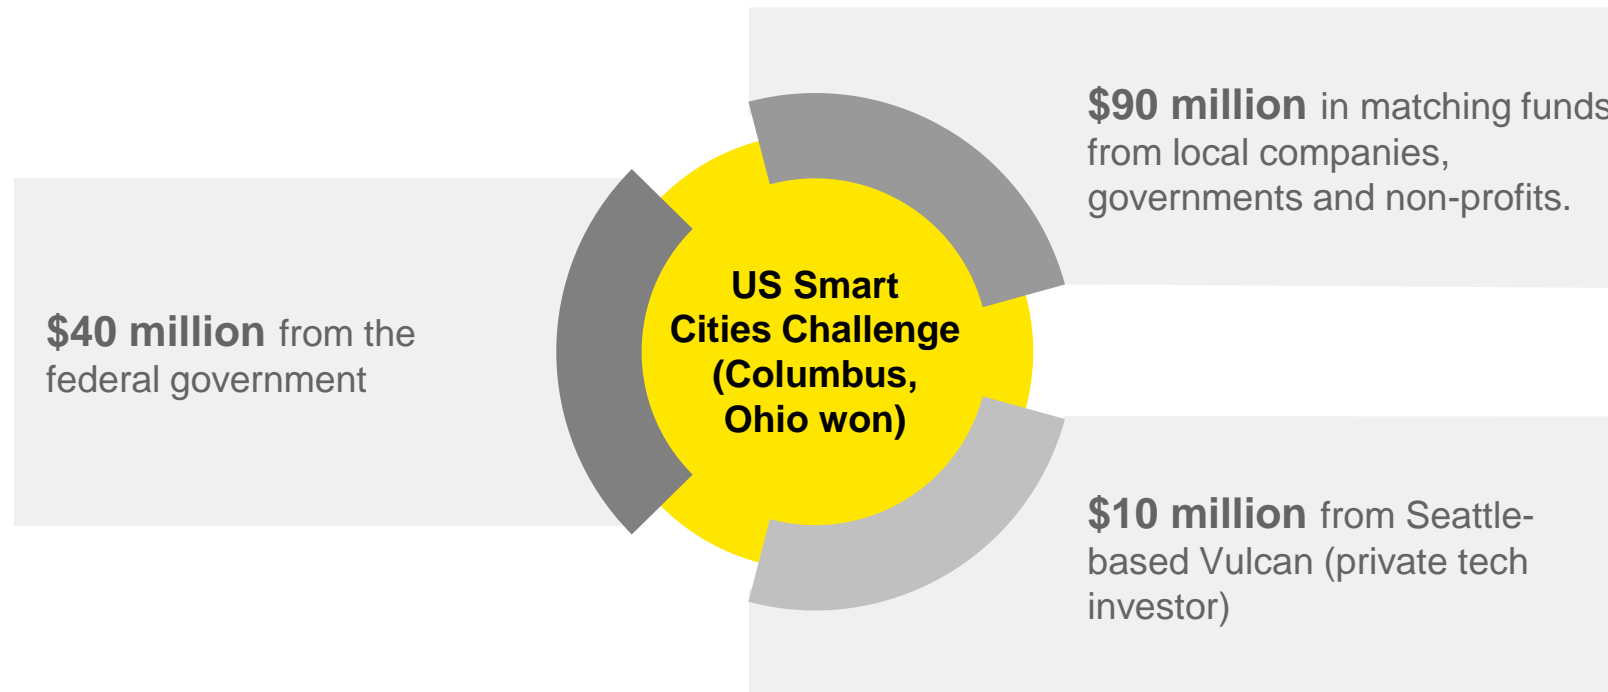 $90 million in matching funds
from local companies,
governments and non-profits.
US Smart
Cities Challenge
(Columbus,
Ohio won)
$40 million from the
federal government
$10 million from Seattle-
based Vulcan (private tech
investor)